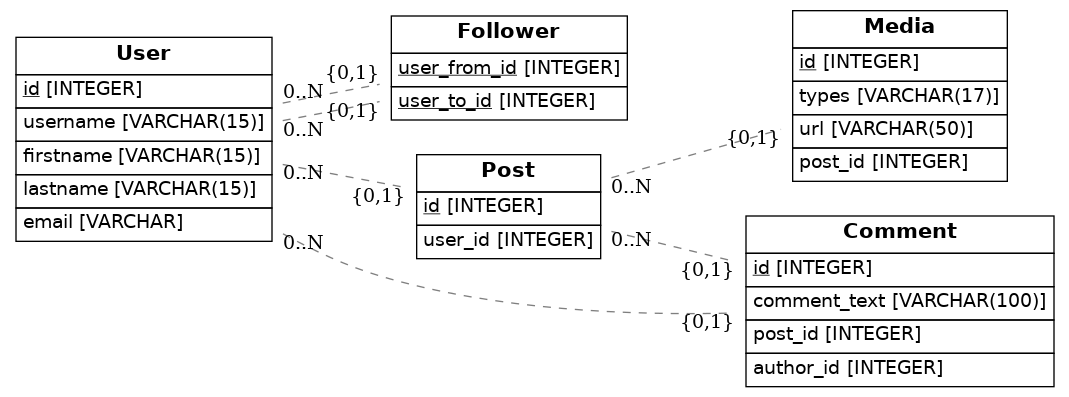 User
id [INTEGER]
username [VARCHAR(15)]
firstname [VARCHAR(15)]
lastname [VARCHAR(15)]
email [VARCHAR]
0..N
{0,1}
0..N
{0,1}
0..N
{0,1}
0..N
{0,1}
Follower
user_from_id [INTEGER]
user_to_id [INTEGER]
Post
id [INTEGER]
user_id [INTEGER]
0..N
{0,1}
0..N
{0,1}
Media
id [INTEGER]
types [VARCHAR(17)]
url [VARCHAR(50)]
post_id [INTEGER]
Comment
id [INTEGER]
comment_text [VARCHAR(100)]
post_id [INTEGER]
author_id [INTEGER]